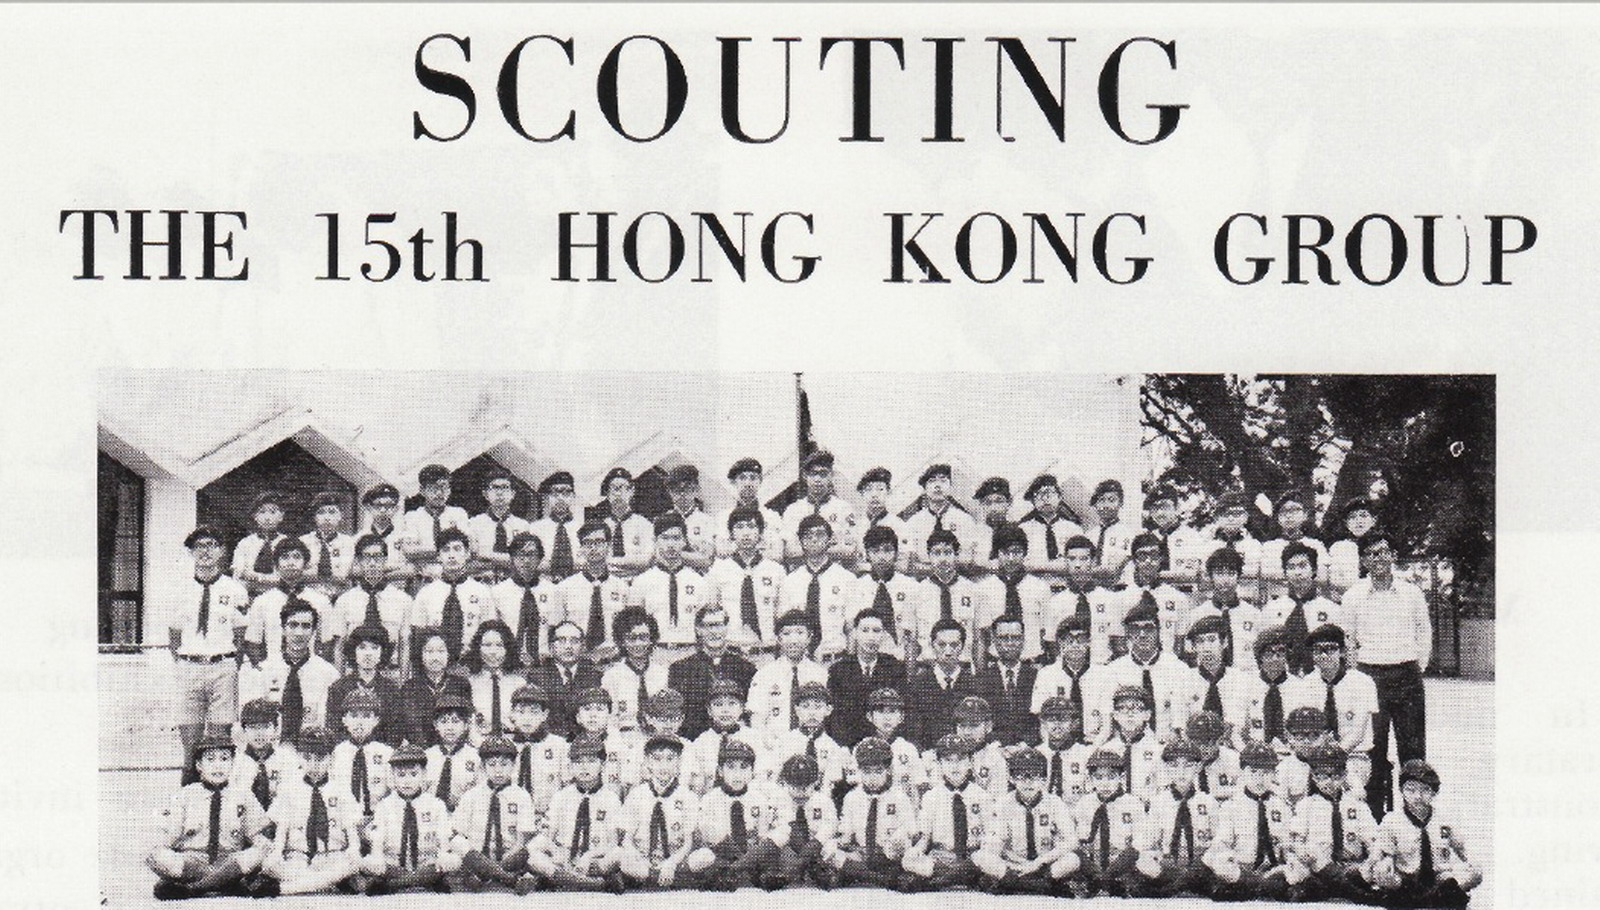 SCOUTING
THE 15th HONG KONG GROUP